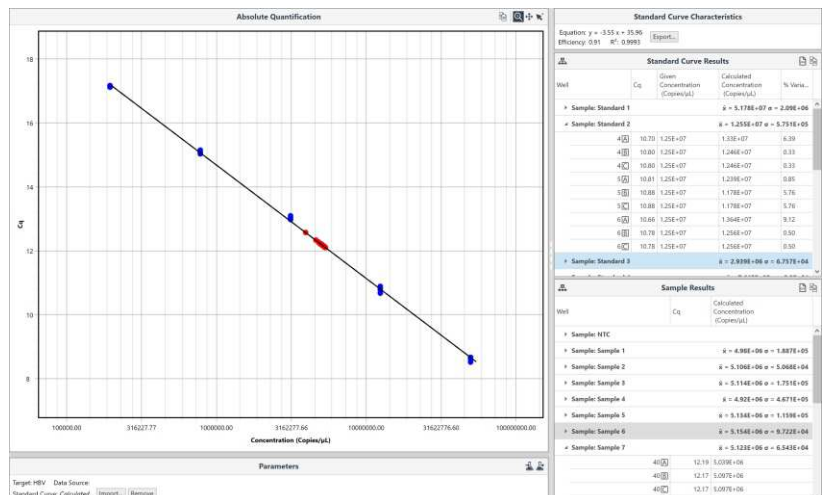 Absolute Quantification
18
16
14
12
10
8
Cq
100000.00 316227.77 1000000.00 3162277.66 10000000.00 31622776.60 100000000.00
Concentration (Copies/µL)
Parameters
Target: HBV Data Source:
Standard Curve: Calculated Import... Remove
Standard Curve Characteristics
Equation: y = -3.55 x + 35.96
Efficiency: 0.91 R²: 0.9993 Export...
Standard Curve Results
Well Cq Given Concentration (Copies/µL) Calculated Concentration (Copies/µL) % Varia...
Sample: Standard 1 x̄ = 5.178E+07 σ = 2.09E+06
Sample: Standard 2 x̄ = 1.255E+07 σ = 5.751E+05
4 A 10.70 1.25E+07 1.33E+07 6.39
4 B 10.80 1.25E+07 1.246E+07 0.33
4 C 10.80 1.25E+07 1.246E+07 0.33
5 A 10.81 1.25E+07 1.239E+07 0.85
5 B 10.88 1.25E+07 1.178E+07 5.76
5 C 10.88 1.25E+07 1.178E+07 5.76
6 A 10.66 1.25E+07 1.364E+07 9.12
6 B 10.78 1.25E+07 1.256E+07 0.50
6 C 10.78 1.25E+07 1.256E+07 0.50
Sample: Standard 3 x̄ = 2.939E+06 σ = 6.757E+04
Sample Results
Well Cq Calculated Concentration (Copies/µL)
Sample: NTC
Sample: Sample 1 x̄ = 4.98E+06 σ = 1.887E+05
Sample: Sample 2 x̄ = 5.106E+06 σ = 5.068E+04
Sample: Sample 3 x̄ = 5.114E+06 σ = 1.751E+05
Sample: Sample 4 x̄ = 4.92E+06 σ = 4.671E+05
Sample: Sample 5 x̄ = 5.134E+06 σ = 1.159E+05
Sample: Sample 6 x̄ = 5.154E+06 σ = 9.722E+04
Sample: Sample 7 x̄ = 5.123E+06 σ = 6.543E+04
40 A 12.19 5.039E+06
40 B 12.17 5.097E+06
40 C 12.17 5.097E+06